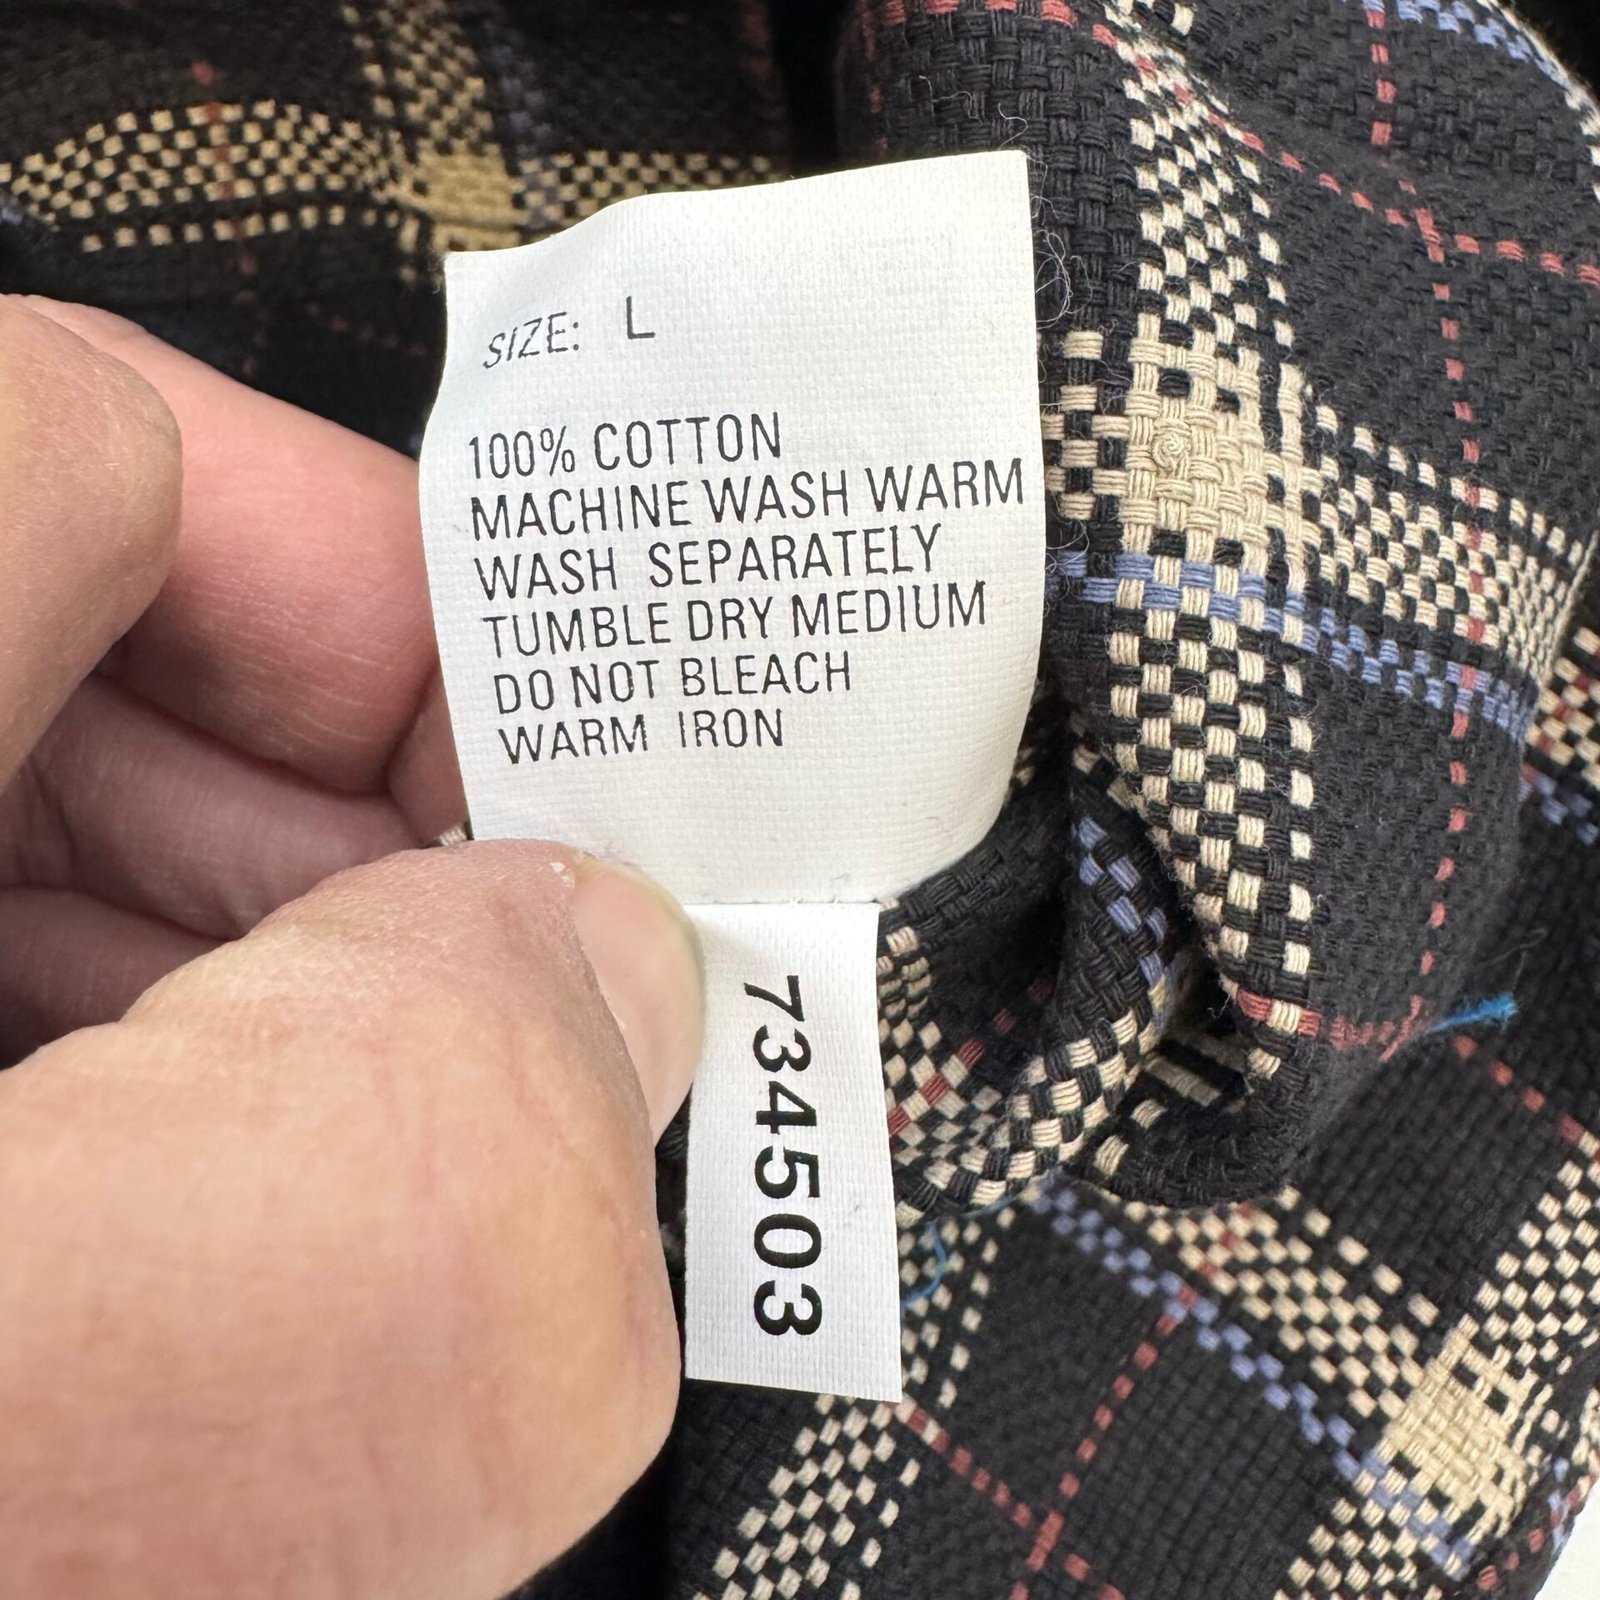 SIZE: L
100% COTTON
MACHINE WASH WARM
WASH SEPARATELY
TUMBLE DRY MEDIUM
DO NOT BLEACH
WARM IRON
734503